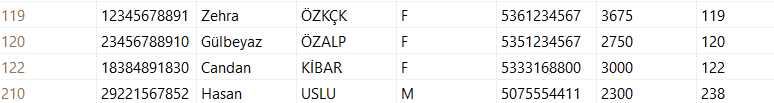 119 12345678891 Zehra ÖZKÇK F 5361234567 3675 119
120 23456788910 Gülbeyaz ÖZALP F 5351234567 2750 120
122 18384891830 Candan KİBAR F 5333168800 3000 122
210 29221567852 Hasan USLU M 5075554411 2300 238